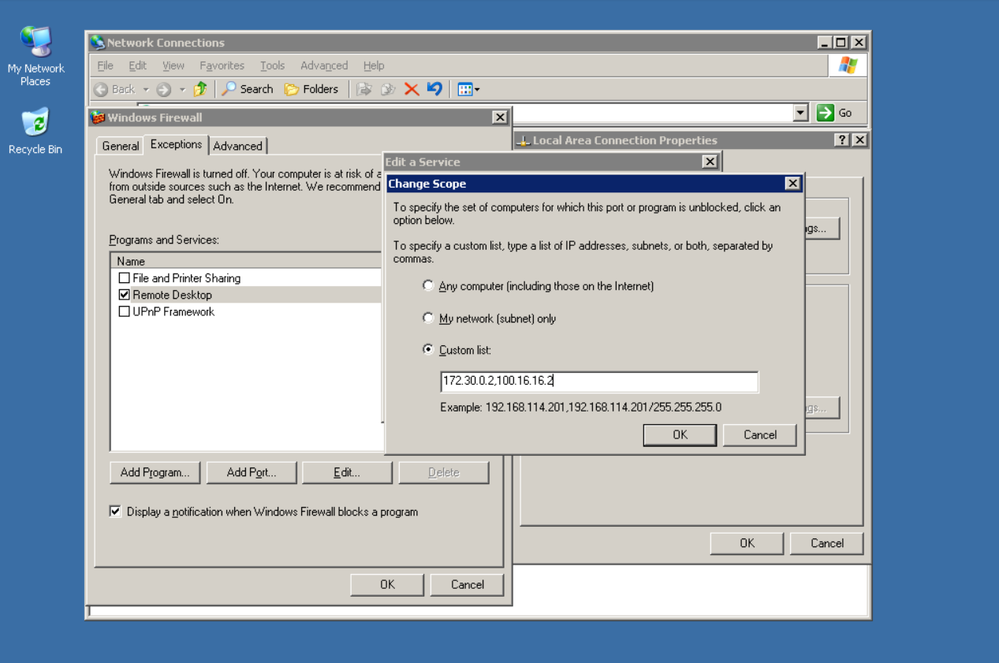 My Network
Places
Recycle Bin
Network Connections
File Edit View Favorites Tools Advanced Help
Back Search Folders
Go
Windows Firewall
General Exceptions Advanced
Windows Firewall is turned off. Your computer is at risk of
from outside sources such as the Internet. We recommend
General tab and select On.
Programs and Services:
Name
File and Printer Sharing
Remote Desktop
UPnP Framework
Add Program... Add Port... Edit... Delete
Display a notification when Windows Firewall blocks a program
OK Cancel
Local Area Connection Properties
OK Cancel
Edit a Service
Change Scope
To specify the set of computers for which this port or program is unblocked, click an
option below.
To specify a custom list, type a list of IP addresses, subnets, or both, separated by
commas.
Any computer (including those on the Internet)
My network (subnet) only
Custom list:
172.30.0.2,100.16.16.2
Example: 192.168.114.201,192.168.114.201/255.255.255.0
OK Cancel